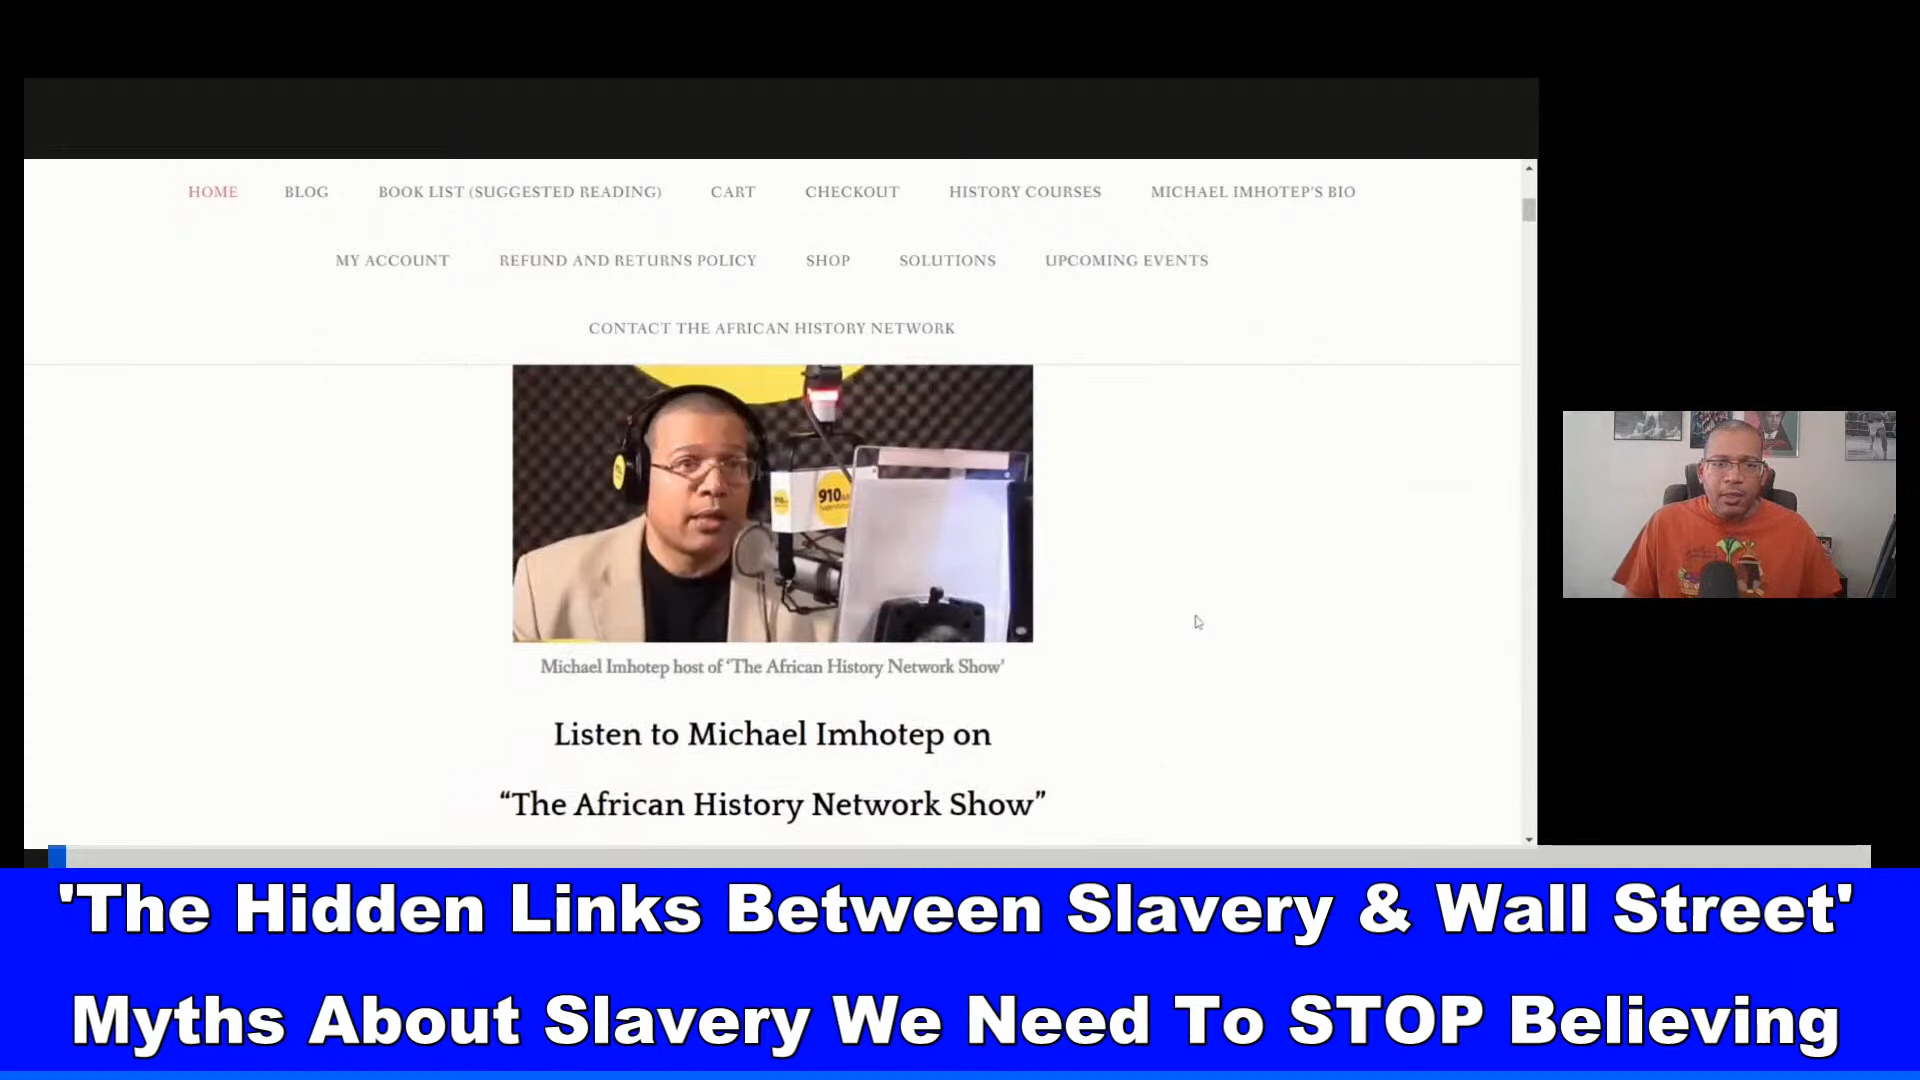 HOME BLOG BOOK LIST (SUGGESTED READING) CART CHECKOUT HISTORY COURSES MICHAEL IMHOTEP'S BIO
MY ACCOUNT REFUND AND RETURNS POLICY SHOP SOLUTIONS UPCOMING EVENTS
CONTACT THE AFRICAN HISTORY NETWORK
910
Michael Imhotep host of ‘The African History Network Show’
Listen to Michael Imhotep on
“The African History Network Show”
'The Hidden Links Between Slavery & Wall Street'
Myths About Slavery We Need To STOP Believing